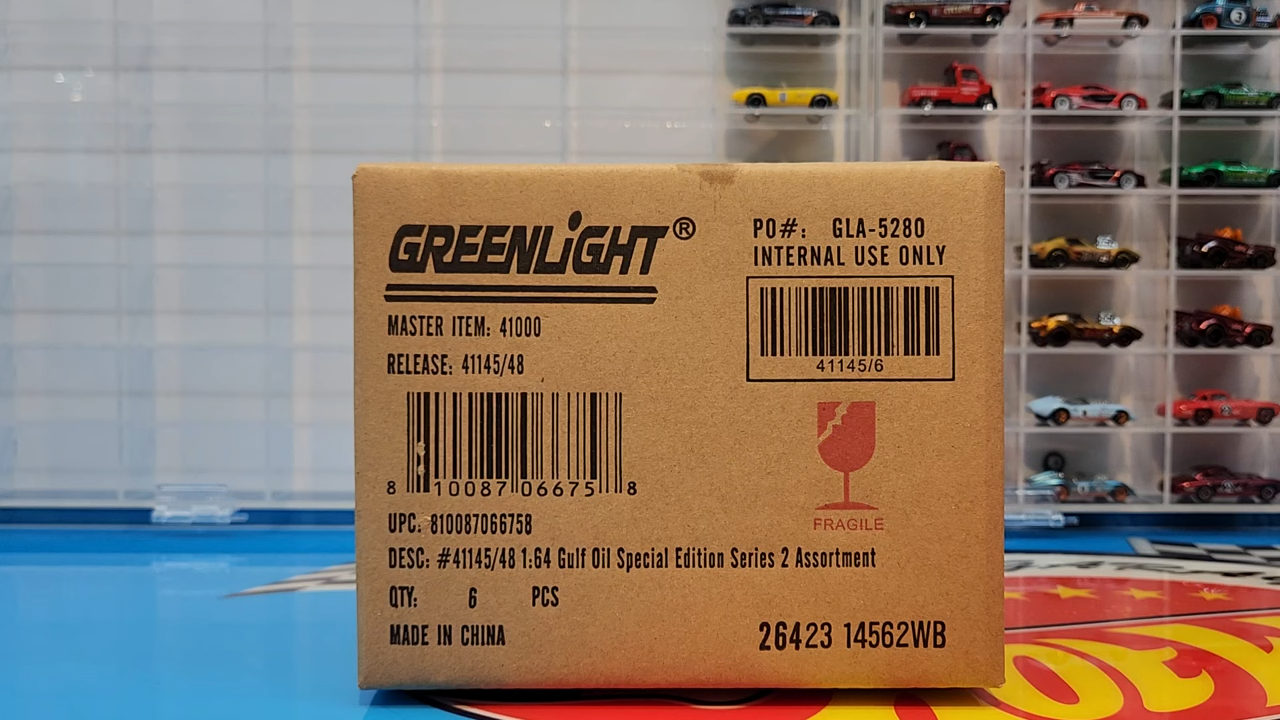 GREENLiGHT®
MASTER ITEM: 41000
RELEASE: 41145/48
8 10087 06675 8
UPC: 810087066758
DESC: #41145/48 1:64 Gulf Oil Special Edition Series 2 Assortment
QTY: 6 PCS
MADE IN CHINA
PO#: GLA-5280
INTERNAL USE ONLY
41145/6
FRAGILE
26423 14562WB